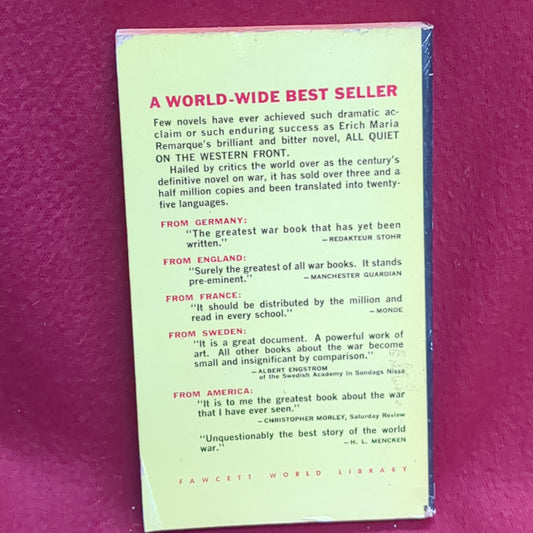 A WORLD-WIDE BEST SELLER
Few novels have ever achieved such dramatic ac-
claim or such enduring success as Erich Maria
Remarque's brilliant and bitter novel, ALL QUIET
ON THE WESTERN FRONT.
Hailed by critics the world over as the century's
definitive novel on war, it has sold over three and a
half million copies and been translated into twenty-
five languages.
FROM GERMANY:
"The greatest war book that has yet been
written."
– REDAKTEUR STOHR
FROM ENGLAND:
"Surely the greatest of all war books. It stands
pre-eminent."
– MANCHESTER GUARDIAN
FROM FRANCE:
"It should be distributed by the million and
read in every school."
– MONDE
FROM SWEDEN:
"It is a great document. A powerful work of
art. All other books about the war become
small and insignificant by comparison."
– ALBERT ENGSTROM
of the Swedish Academy in Sondags Nisse
FROM AMERICA:
"It is to me the greatest book about the war
that I have ever seen."
– CHRISTOPHER MORLEY, Saturday Review
"Unquestionably the best story of the world
war."
– H. L. MENCKEN
FAWCETT WORLD LIBRARY